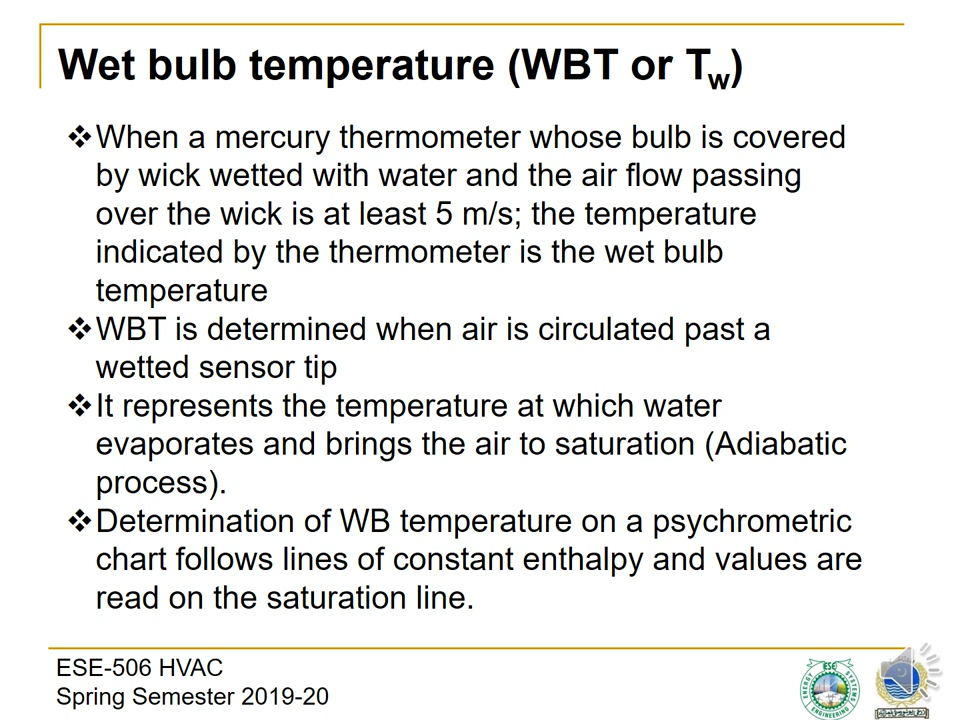 Wet bulb temperature (WBT or Tw)
❖When a mercury thermometer whose bulb is covered
by wick wetted with water and the air flow passing
over the wick is at least 5 m/s; the temperature
indicated by the thermometer is the wet bulb
temperature
❖WBT is determined when air is circulated past a
wetted sensor tip
❖It represents the temperature at which water
evaporates and brings the air to saturation (Adiabatic
process).
❖Determination of WB temperature on a psychrometric
chart follows lines of constant enthalpy and values are
read on the saturation line.
ESE-506 HVAC
Spring Semester 2019-20
ESE
ENERGY SYSTEMS
ENGINEERING